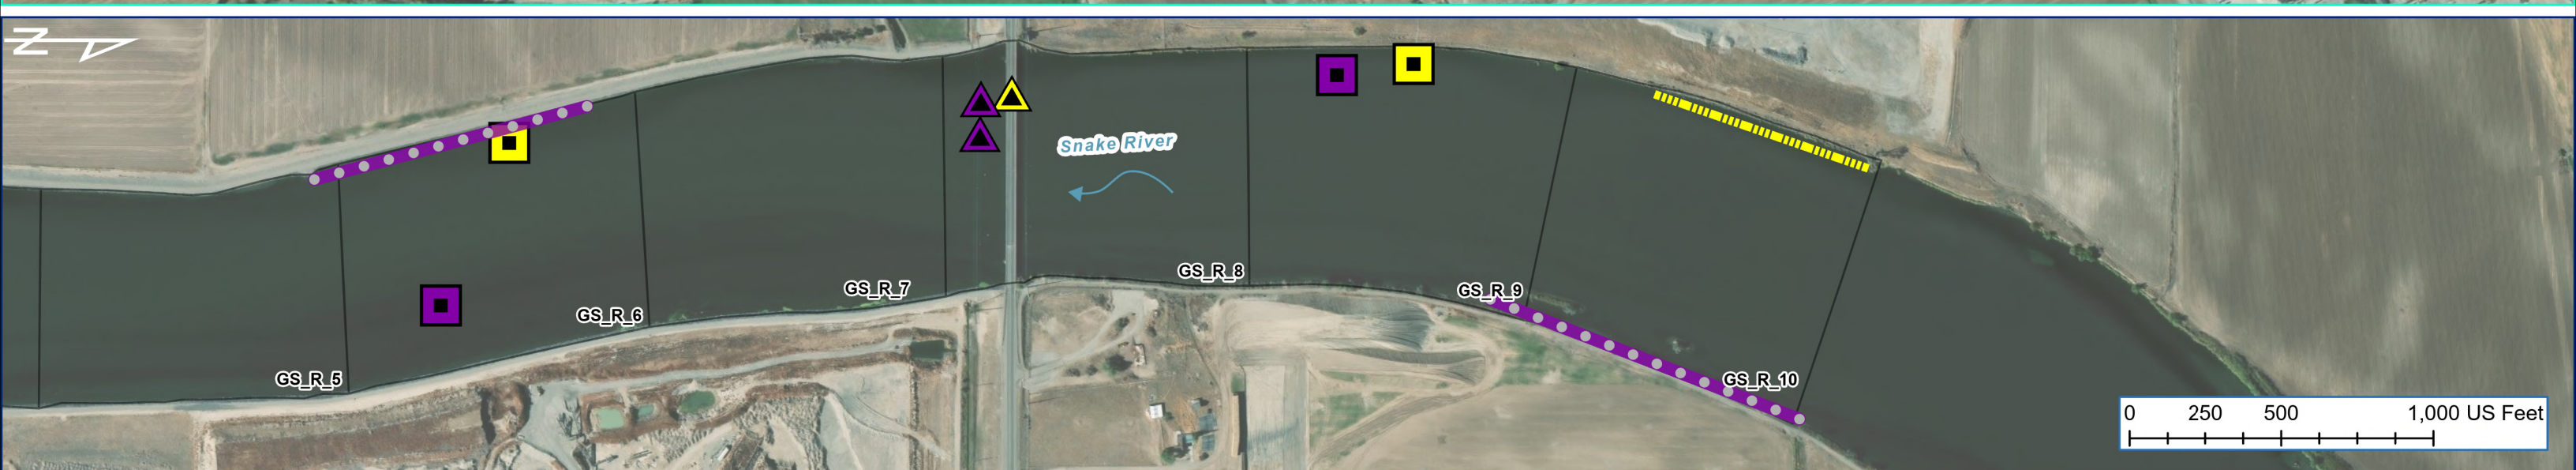 N
Snake River
GS_R_5
GS_R_6
GS_R_7
GS_R_8
GS_R_9
GS_R_10
0 250 500 1,000 US Feet